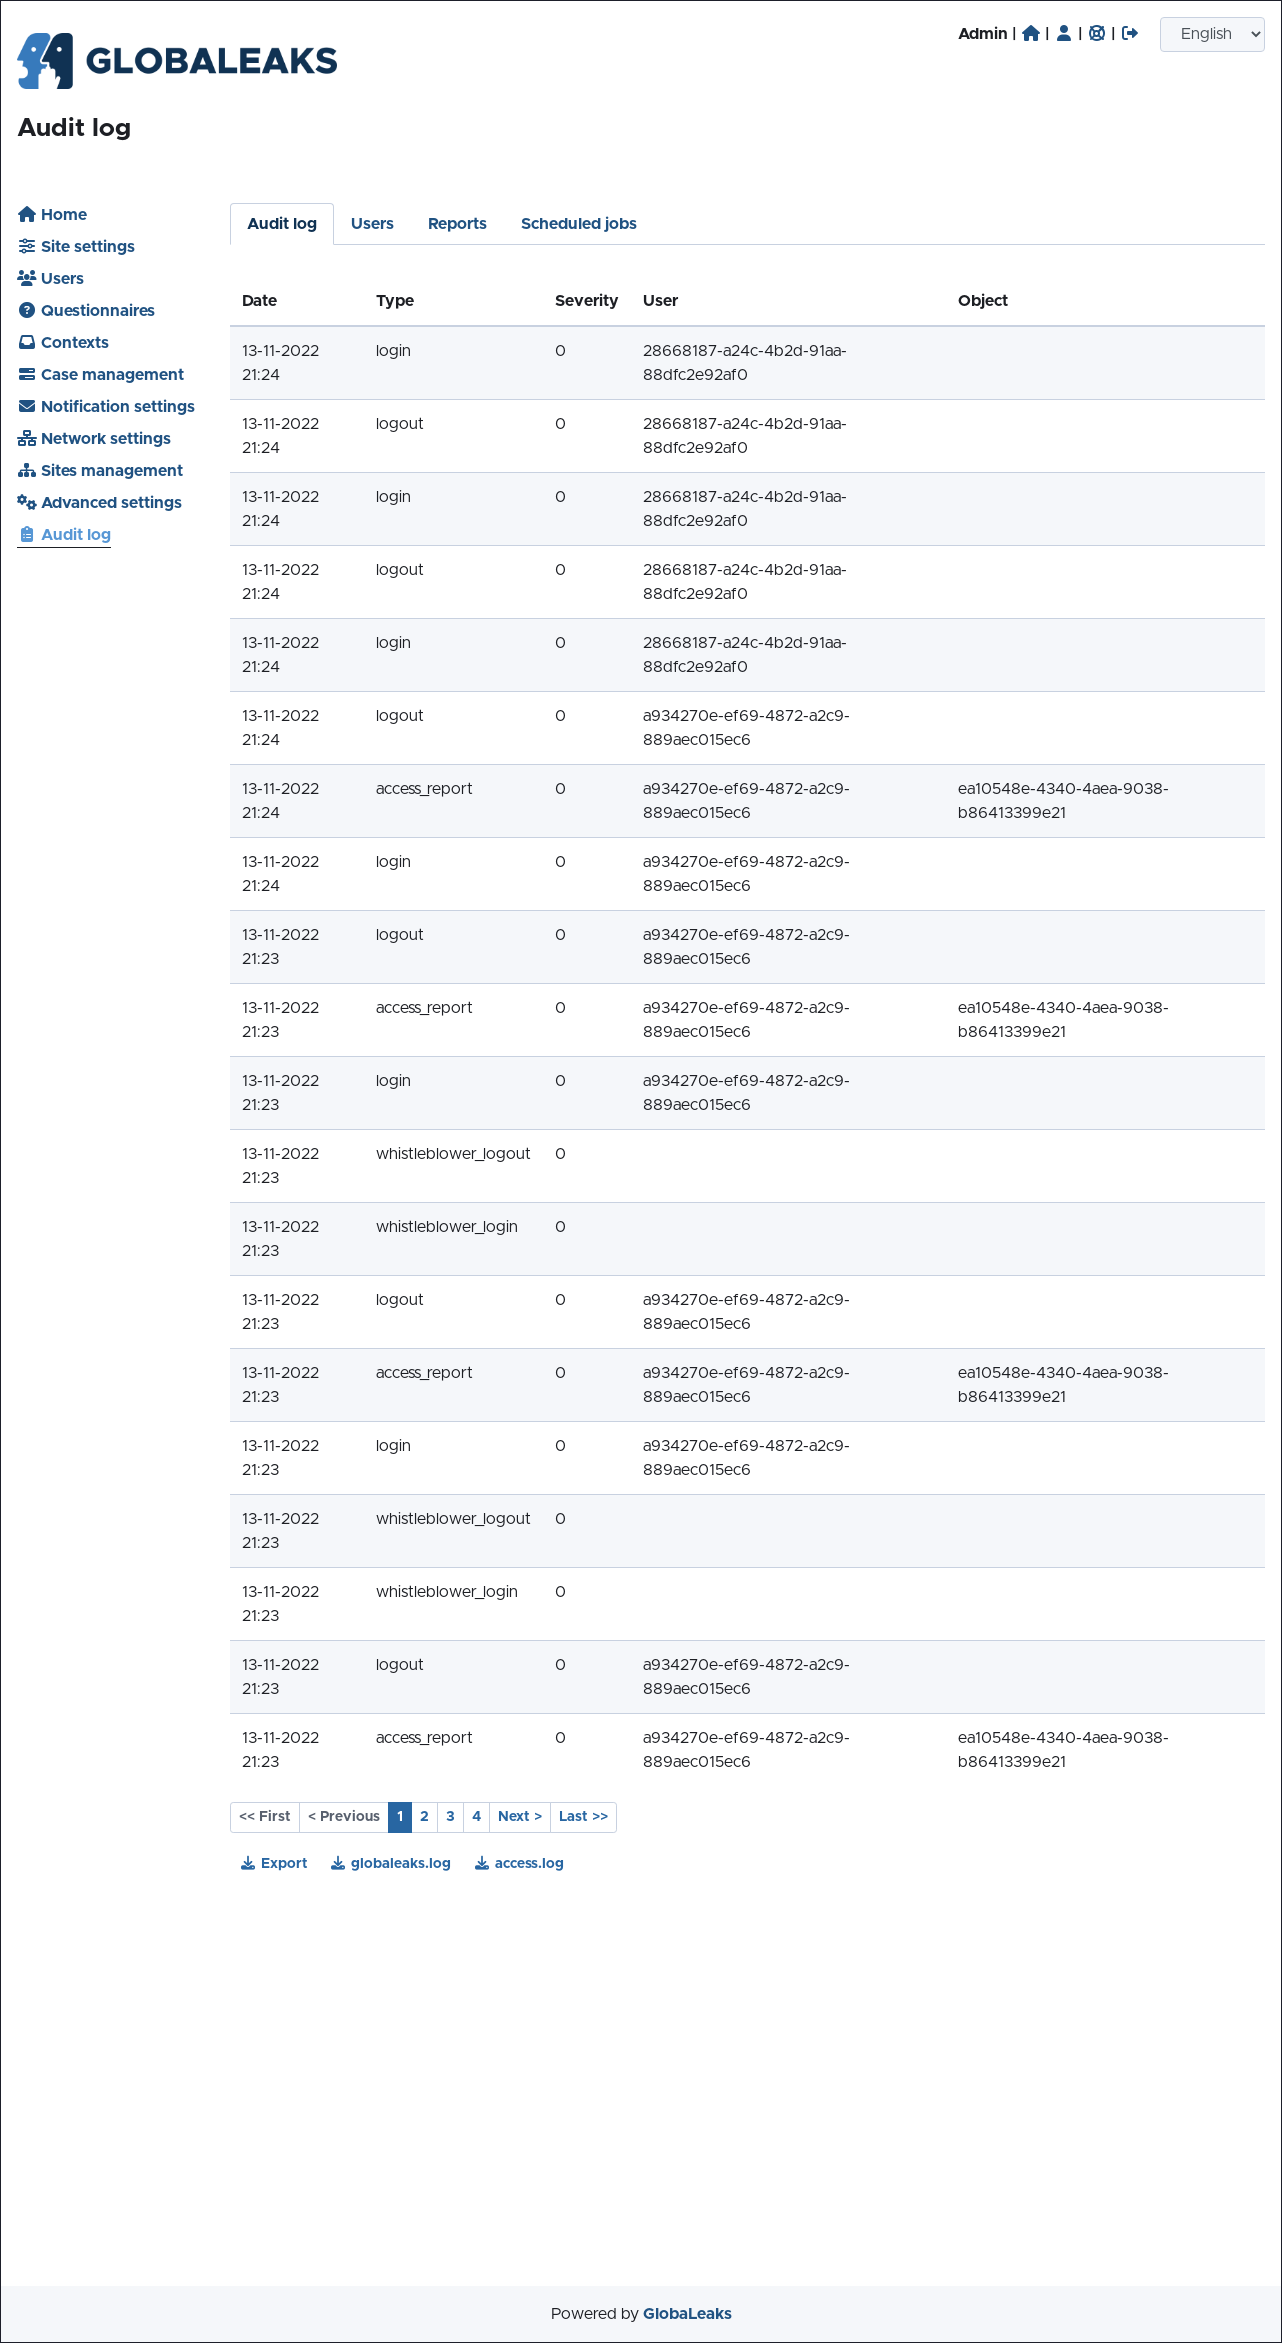 Admin | | | | English
GLOBALEAKS
Audit log
Home
Site settings
Users
Questionnaires
Contexts
Case management
Notification settings
Network settings
Sites management
Advanced settings
Audit log
Audit log Users Reports Scheduled jobs
Date Type Severity User Object
13-11-2022 login 0 28668187-a24c-4b2d-91aa-
21:24 88dfc2e92af0
13-11-2022 logout 0 28668187-a24c-4b2d-91aa-
21:24 88dfc2e92af0
13-11-2022 login 0 28668187-a24c-4b2d-91aa-
21:24 88dfc2e92af0
13-11-2022 logout 0 28668187-a24c-4b2d-91aa-
21:24 88dfc2e92af0
13-11-2022 login 0 28668187-a24c-4b2d-91aa-
21:24 88dfc2e92af0
13-11-2022 logout 0 a934270e-ef69-4872-a2c9-
21:24 889aec015ec6
13-11-2022 access_report 0 a934270e-ef69-4872-a2c9- ea10548e-4340-4aea-9038-
21:24 889aec015ec6 b86413399e21
13-11-2022 login 0 a934270e-ef69-4872-a2c9-
21:24 889aec015ec6
13-11-2022 logout 0 a934270e-ef69-4872-a2c9-
21:23 889aec015ec6
13-11-2022 access_report 0 a934270e-ef69-4872-a2c9- ea10548e-4340-4aea-9038-
21:23 889aec015ec6 b86413399e21
13-11-2022 login 0 a934270e-ef69-4872-a2c9-
21:23 889aec015ec6
13-11-2022 whistleblower_logout 0
21:23
13-11-2022 whistleblower_login 0
21:23
13-11-2022 logout 0 a934270e-ef69-4872-a2c9-
21:23 889aec015ec6
13-11-2022 access_report 0 a934270e-ef69-4872-a2c9- ea10548e-4340-4aea-9038-
21:23 889aec015ec6 b86413399e21
13-11-2022 login 0 a934270e-ef69-4872-a2c9-
21:23 889aec015ec6
13-11-2022 whistleblower_logout 0
21:23
13-11-2022 whistleblower_login 0
21:23
13-11-2022 logout 0 a934270e-ef69-4872-a2c9-
21:23 889aec015ec6
13-11-2022 access_report 0 a934270e-ef69-4872-a2c9- ea10548e-4340-4aea-9038-
21:23 889aec015ec6 b86413399e21
<< First < Previous 1 2 3 4 Next > Last >>
Export globaleaks.log access.log
Powered by GlobaLeaks